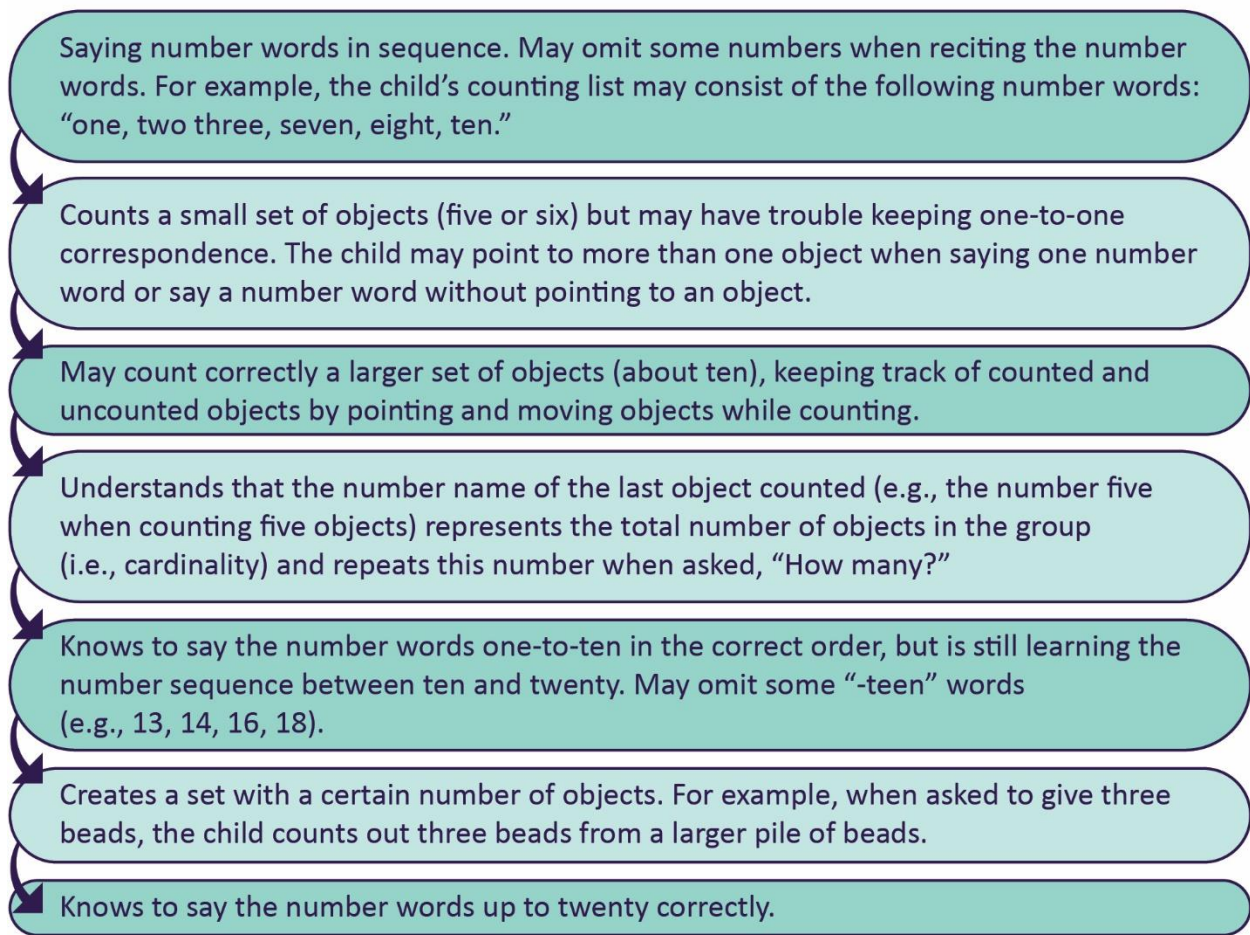 Saying number words in sequence. May omit some numbers when reciting the number
words. For example, the child’s counting list may consist of the following number words:
“one, two three, seven, eight, ten.”
Counts a small set of objects (five or six) but may have trouble keeping one-to-one
correspondence. The child may point to more than one object when saying one number
word or say a number word without pointing to an object.
May count correctly a larger set of objects (about ten), keeping track of counted and
uncounted objects by pointing and moving objects while counting.
Understands that the number name of the last object counted (e.g., the number five
when counting five objects) represents the total number of objects in the group
(i.e., cardinality) and repeats this number when asked, “How many?”
Knows to say the number words one-to-ten in the correct order, but is still learning the
number sequence between ten and twenty. May omit some “-teen” words
(e.g., 13, 14, 16, 18).
Creates a set with a certain number of objects. For example, when asked to give three
beads, the child counts out three beads from a larger pile of beads.
Knows to say the number words up to twenty correctly.